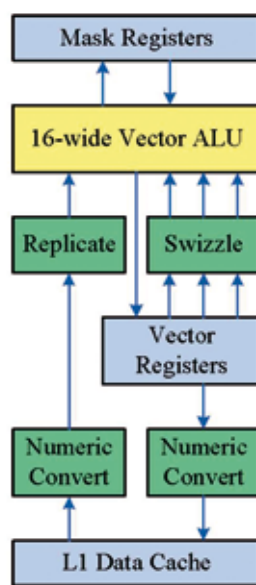 Mask Registers
16-wide Vector ALU
Replicate
Swizzle
Vector
Registers
Numeric
Convert
Numeric
Convert
L1 Data Cache